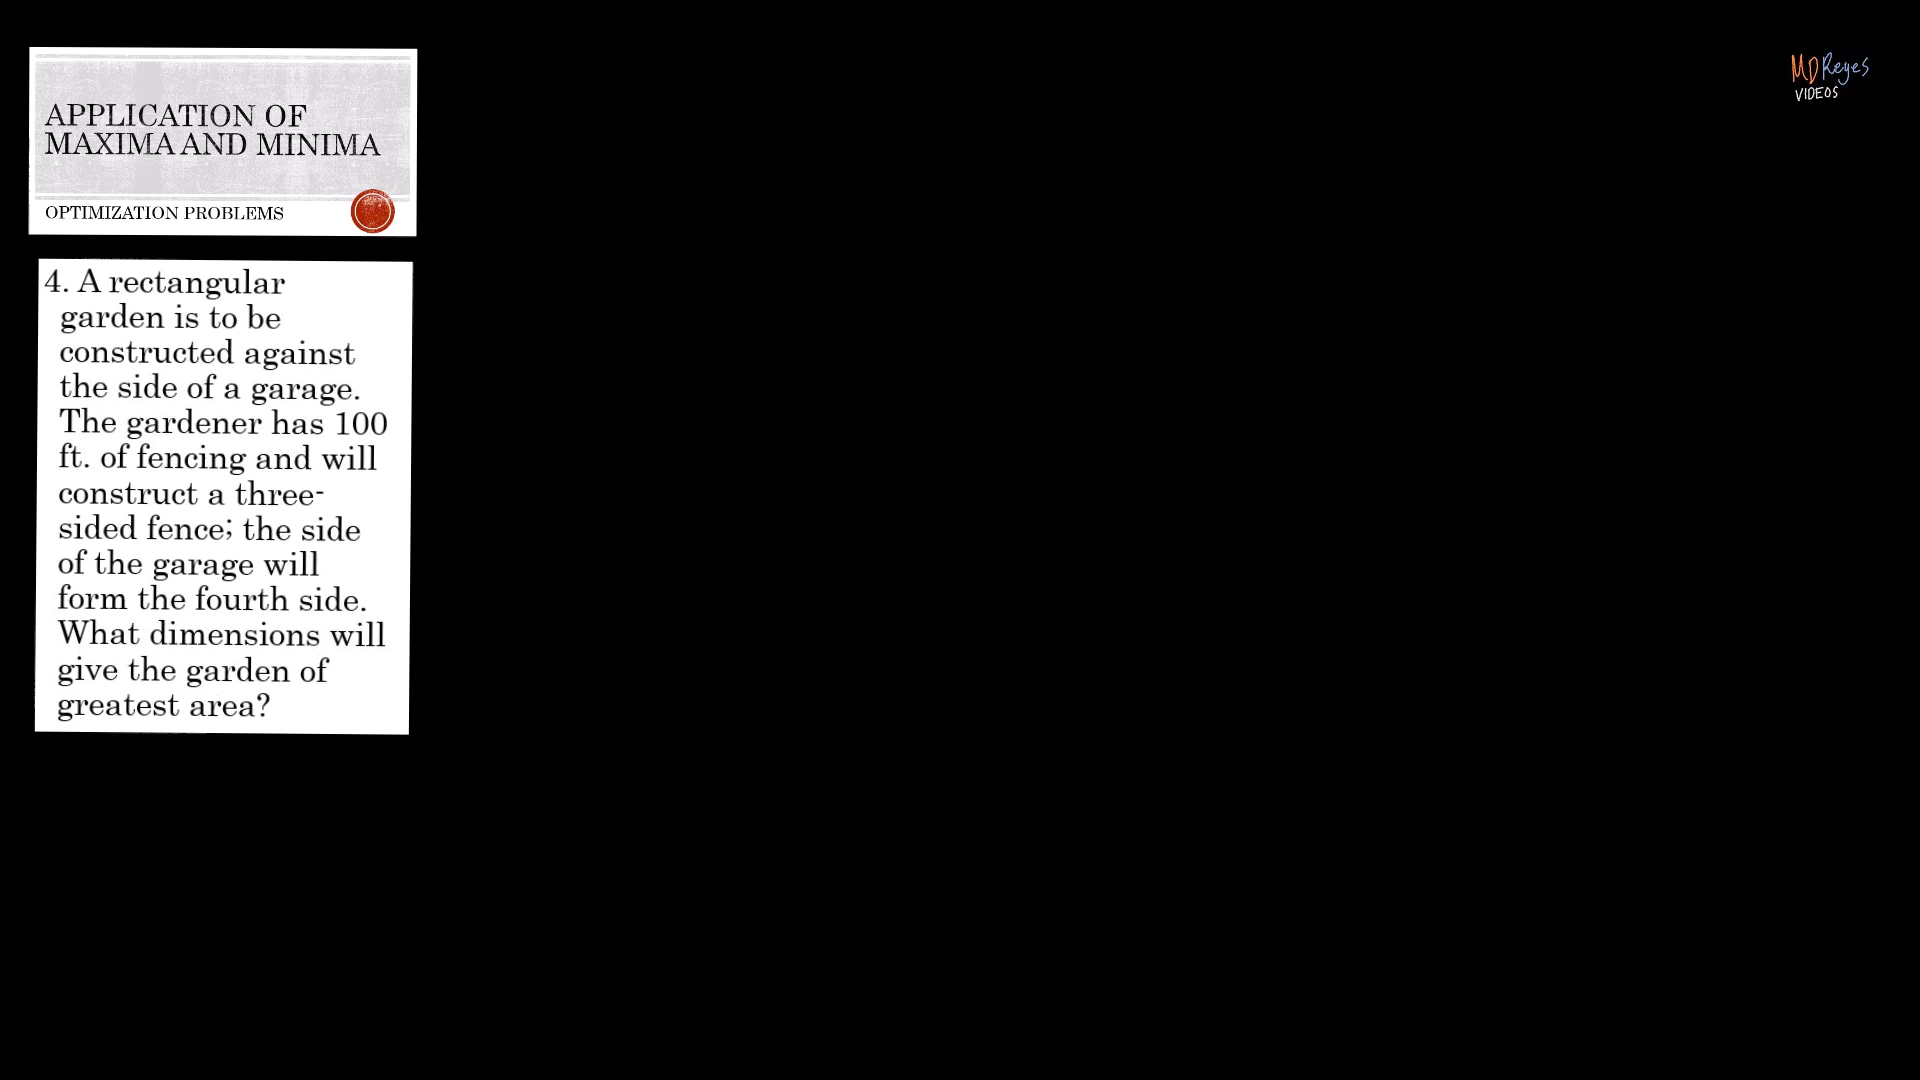 APPLICATION OF
MAXIMA AND MINIMA
OPTIMIZATION PROBLEMS
4. A rectangular
garden is to be
constructed against
the side of a garage.
The gardener has 100
ft. of fencing and will
construct a three-
sided fence; the side
of the garage will
form the fourth side.
What dimensions will
give the garden of
greatest area?
MDReyes
VIDEOS